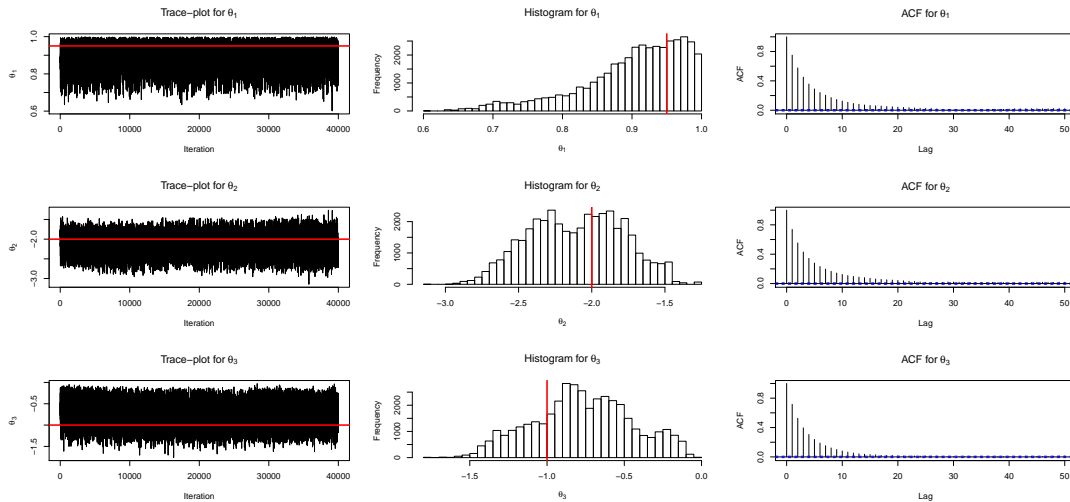 Trace−plot for θ1
Histogram for θ1
ACF for θ1
θ1
0.6 0.8 1.0
0 10000 20000 30000 40000
Iteration
Frequency
0 1000 2500
0.6 0.7 0.8 0.9 1.0
θ1
ACF
0.0 0.4 0.8
0 10 20 30 40 50
Lag
Trace−plot for θ2
Histogram for θ2
ACF for θ2
θ2
−3.0 −2.0
0 10000 20000 30000 40000
Iteration
Frequency
0 1000 2000
−3.0 −2.5 −2.0 −1.5
θ2
ACF
0.0 0.4 0.8
0 10 20 30 40 50
Lag
Trace−plot for θ3
Histogram for θ3
ACF for θ3
θ3
−1.5 −0.5
0 10000 20000 30000 40000
Iteration
Frequency
0 1000 2000
−1.5 −1.0 −0.5 0.0
θ3
ACF
0.0 0.4 0.8
0 10 20 30 40 50
Lag